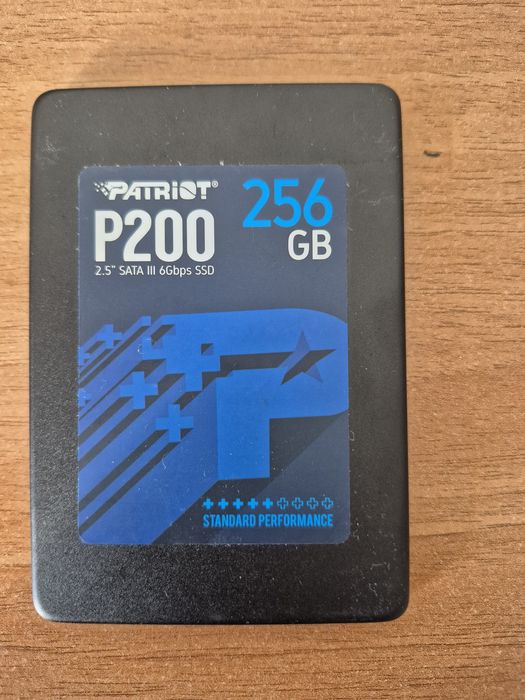 PATRIOT®
P200
2.5" SATA III 6Gbps SSD
256
GB
STANDARD PERFORMANCE